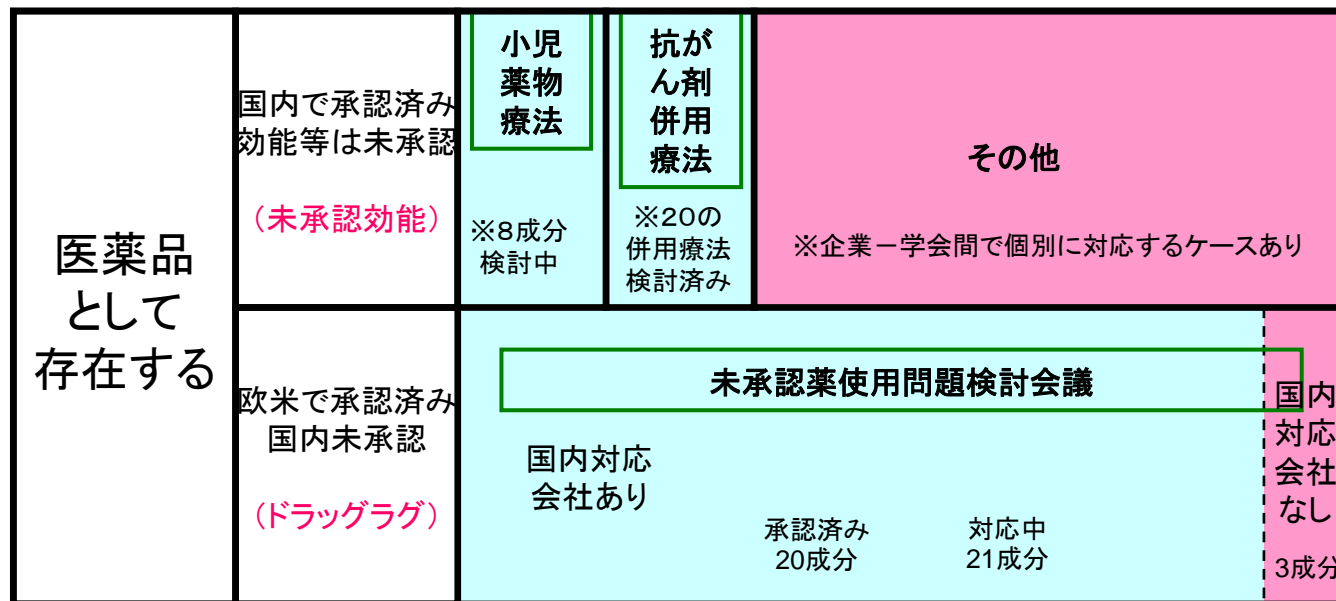 医薬品
として
存在する
国内で承認済み
効能等は未承認
（未承認効能）
小児
薬物
療法
※8成分
検討中
抗が
ん剤
併用
療法
※20の
併用療法
検討済み
その他
※企業－学会間で個別に対応するケースあり
欧米で承認済み
国内未承認
（ドラッグラグ）
未承認薬使用問題検討会議
国内対応
会社あり
承認済み
20成分
対応中
21成分
国内
対応
会社
なし
3成分